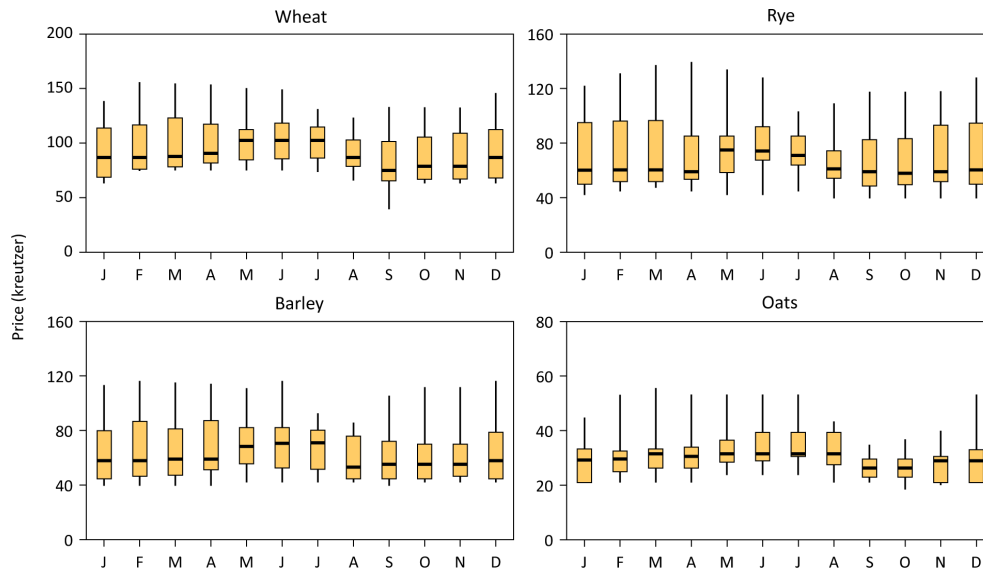 Wheat
Rye
200
150
100
50
0
J F M A M J J A S O N D
160
120
80
40
0
J F M A M J J A S O N D
Price (kreutzer)
Barley
Oats
160
120
80
40
0
J F M A M J J A S O N D
80
60
40
20
0
J F M A M J J A S O N D